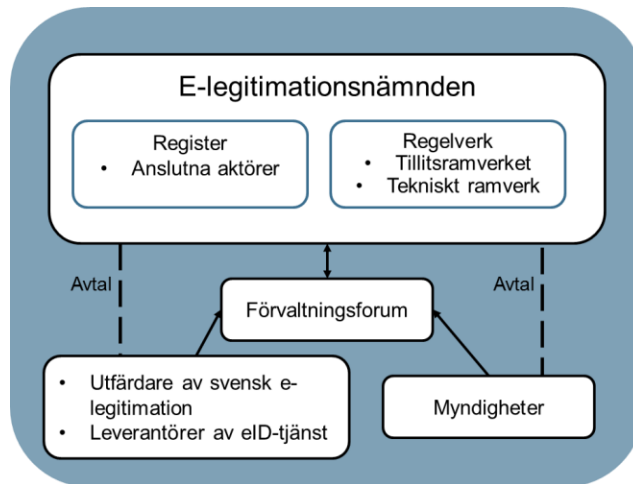 E-legitimationsnämnden
Register
• Anslutna aktörer
Regelverk
• Tillitsramverket
• Tekniskt ramverk
Avtal
Avtal
Förvaltningsforum
• Utfärdare av svensk e-
legitimation
• Leverantörer av eID-tjänst
Myndigheter